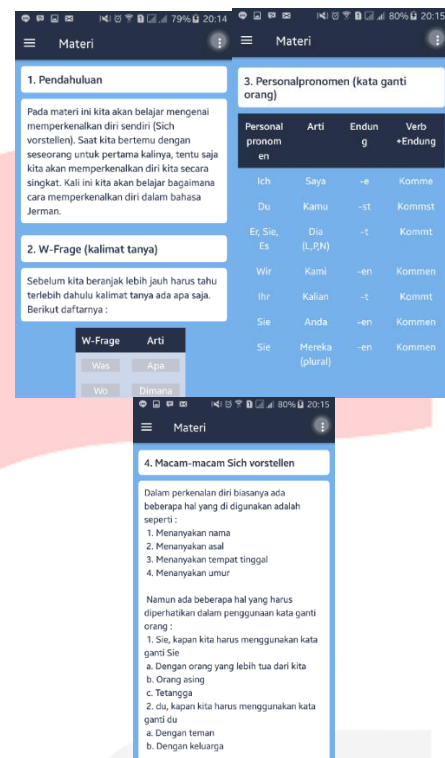 79% 20:14
Materi
1. Pendahuluan
Pada materi ini kita akan belajar mengenai
memperkenalkan diri sendiri (Sich
vorstellen). Saat kita bertemu dengan
seseorang untuk pertama kalinya, tentu saja
kita akan memperkenalkan diri kita secara
singkat. Kali ini kita akan belajar bagaimana
cara memperkenalkan diri dalam bahasa
Jerman.
2. W-Frage (kalimat tanya)
Sebelum kita beranjak lebih jauh harus tahu
terlebih dahulu kalimat tanya ada apa saja.
Berikut daftarnya :
W-Frage Arti
Was Apa
Wo Dimana
80% 20:15
Materi
3. Personalpronomen (kata ganti
orang)
Personal Arti Endun Verb
pronom g +Endung
en
Ich Saya -e Komme
Du Kamu -st Kommst
Er, Sie, Dia -t Kommt
Es (L,P,N)
Wir Kami -en Kommen
Ihr Kalian -t Kommt
Sie Anda -en Kommen
Sie Mereka -en Kommen
(plural)
80% 20:15
Materi
4. Macam-macam Sich vorstellen
Dalam perkenalan diri biasanya ada
beberapa hal yang di digunakan adalah
seperti :
1. Menanyakan nama
2. Menanyakan asal
3. Menanyakan tempat tinggal
4. Menanyakan umur
Namun ada beberapa hal yang harus
diperhatikan dalam penggunaan kata ganti
orang :
1. Sie, kapan kita harus menggunakan kata
ganti Sie
a. Dengan orang yang lebih tua dari kita
b. Orang asing
c. Tetangga
2. du, kapan kita harus menggunakan kata
ganti du
a. Dengan teman
b. Dengan keluarga